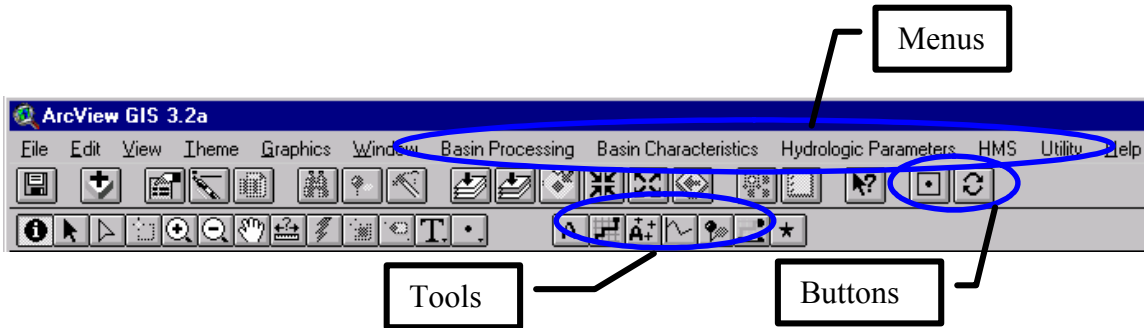 Menus
ArcView GIS 3.2a
File Edit View Theme Graphics Window Basin Processing Basin Characteristics Hydrologic Parameters HMS Utility Help
Tools
Buttons